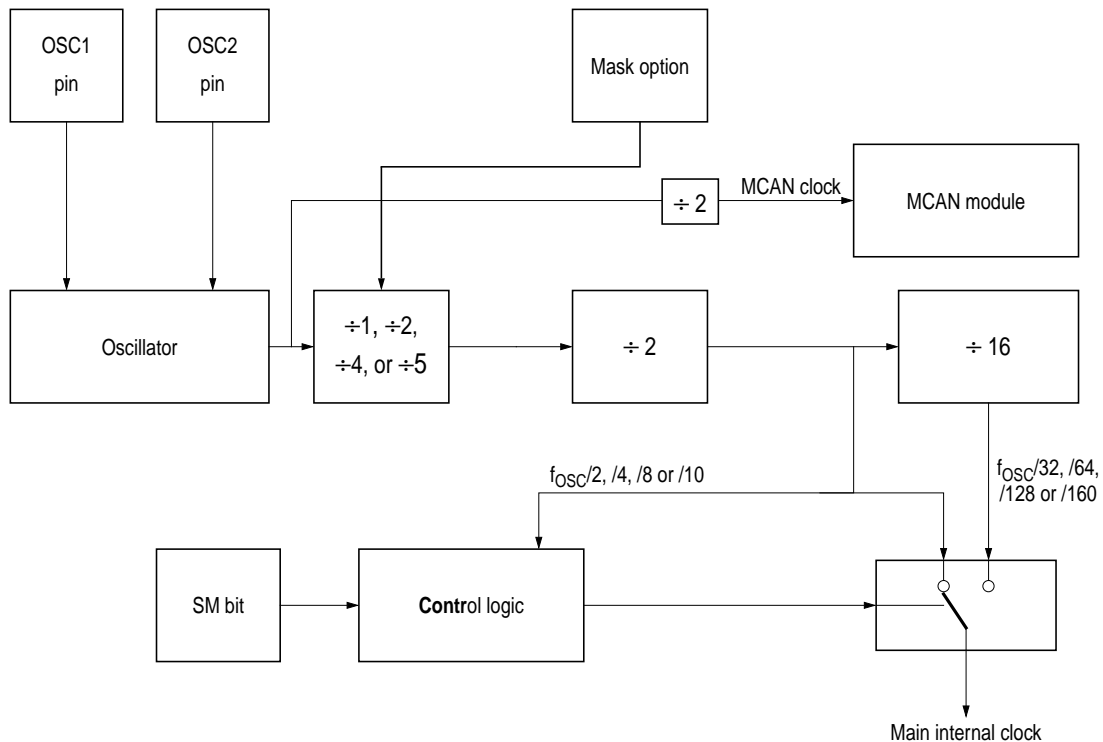 OSC1
pin
OSC2
pin
Mask option
÷ 2
MCAN clock
MCAN module
Oscillator
÷1, ÷2,
÷4, or ÷5
÷ 2
÷ 16
fOSC/2, /4, /8 or /10
fOSC/32, /64,
/128 or /160
SM bit
Control logic
Main internal clock